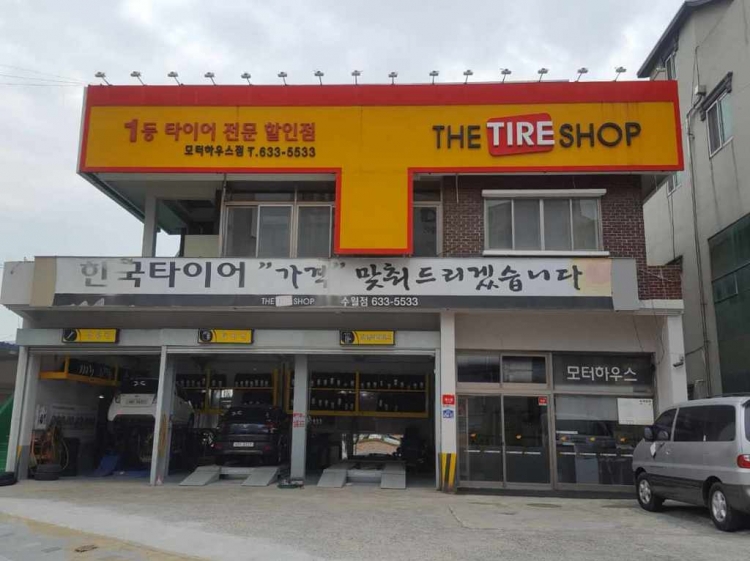 1등 타이어 전문 할인점
모터하우스점 T.633-5533
THE TIRE SHOP
한국타이어 "가격" 맞춰드리겠습니다
THE TIRE SHOP 수월점 633-5533
모터하우스